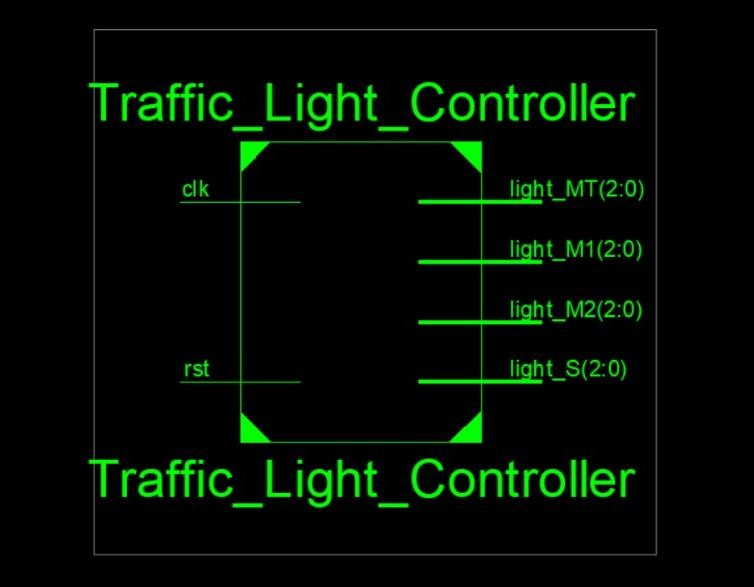 Traffic_Light_Controller
clk
light_MT(2:0)
light_M1(2:0)
light_M2(2:0)
rst
light_S(2:0)
Traffic_Light_Controller